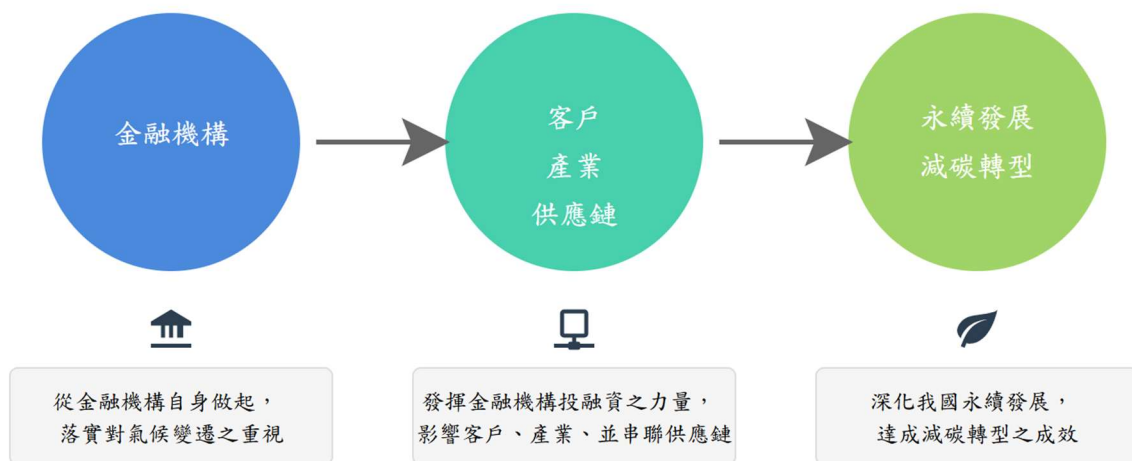 金融機構
客戶
產業
供應鏈
永續發展
減碳轉型
從金融機構自身做起，
落實對氣候變遷之重視
發揮金融機構投融資之力量，
影響客戶、產業、並串聯供應鏈
深化我國永續發展，
達成減碳轉型之成效